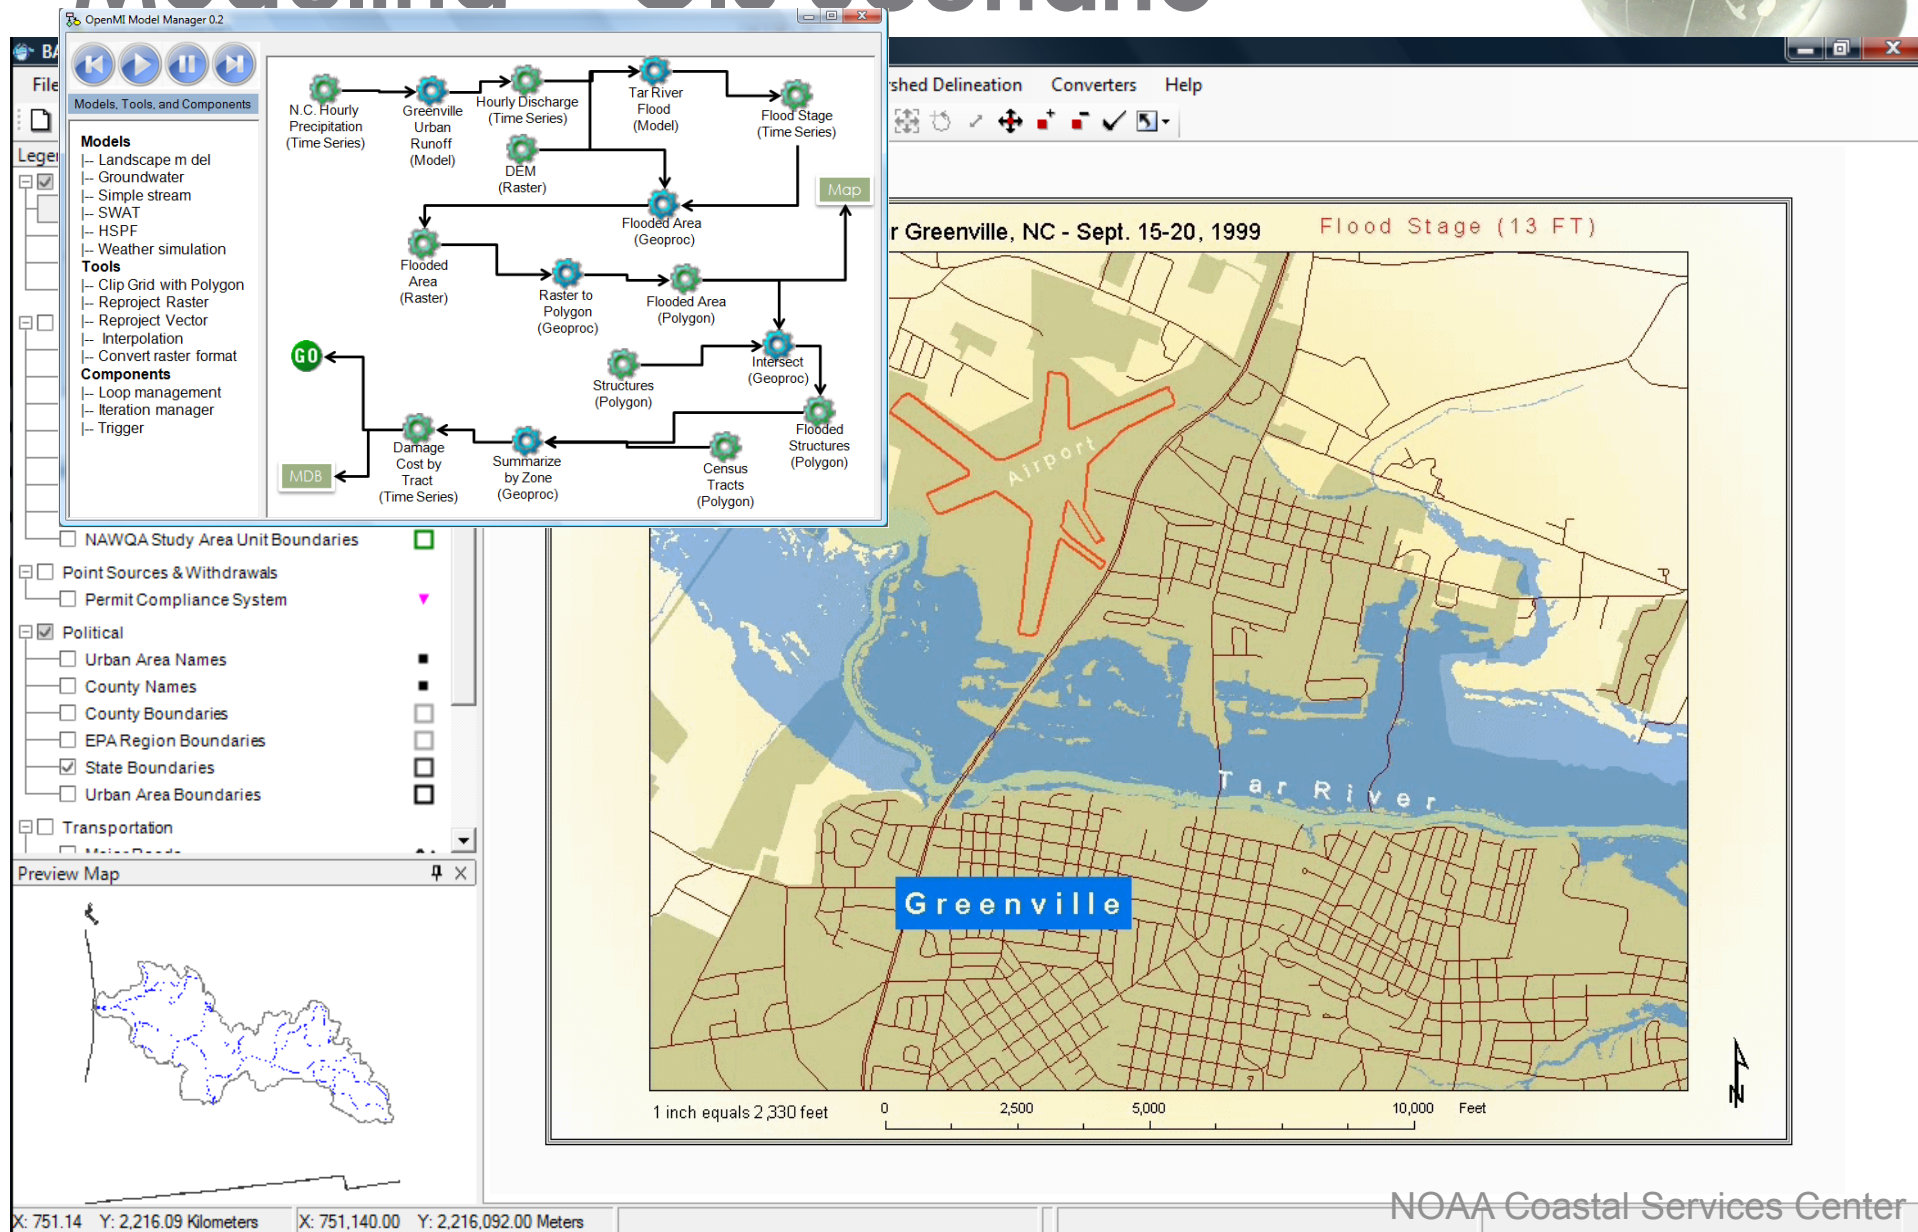 OpenMI Model Manager 0.2
Models, Tools, and Components
Models
|-- Landscape m del
|-- Groundwater
|-- Simple stream
|-- SWAT
|-- HSPF
|-- Weather simulation
Tools
|-- Clip Grid with Polygon
|-- Reproject Raster
|-- Reproject Vector
|-- Interpolation
|-- Convert raster format
Components
|-- Loop management
|-- Iteration manager
|-- Trigger
N.C. Hourly
Precipitation
(Time Series)
Greenville
Urban
Runoff
(Model)
Hourly Discharge
(Time Series)
Tar River
Flood
(Model)
Flood Stage
(Time Series)
DEM
(Raster)
Map
Flooded Area
(Geoproc)
Flooded
Area
(Raster)
Raster to
Polygon
(Geoproc)
Flooded Area
(Polygon)
GO
Structures
(Polygon)
Intersect
(Geoproc)
Flooded
Structures
(Polygon)
MDB
Damage
Cost by
Tract
(Time Series)
Summarize
by Zone
(Geoproc)
Census
Tracts
(Polygon)
BA
File
shed Delineation Converters Help
Leger
NAWQA Study Area Unit Boundaries
Point Sources & Withdrawals
Permit Compliance System
Political
Urban Area Names
County Names
County Boundaries
EPA Region Boundaries
State Boundaries
Urban Area Boundaries
Transportation
Preview Map
r Greenville, NC - Sept. 15-20, 1999
Flood Stage (13 FT)
Airport
Tar River
Greenville
1 inch equals 2,330 feet
0 2,500 5,000 10,000 Feet
N
X: 751.14 Y: 2,216.09 Kilometers
X: 751,140.00 Y: 2,216,092.00 Meters
NOAA Coastal Services Center